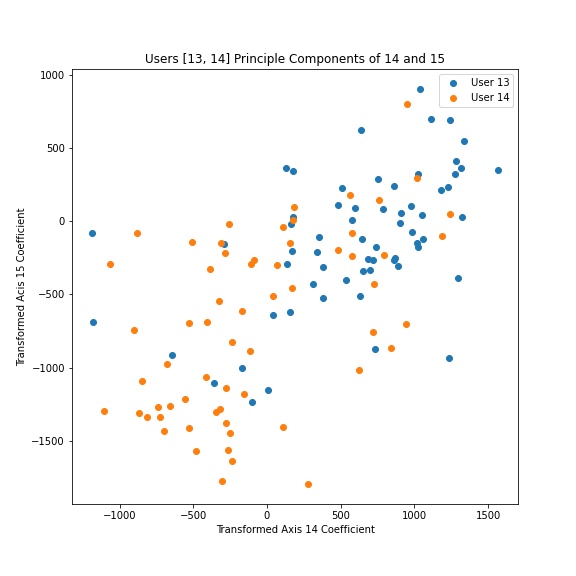 Users [13, 14] Principle Components of 14 and 15
User 13
User 14
Transformed Acis 15 Coefficient
1000
500
0
−500
−1000
−1500
−1000
−500
0
500
1000
1500
Transformed Axis 14 Coefficient